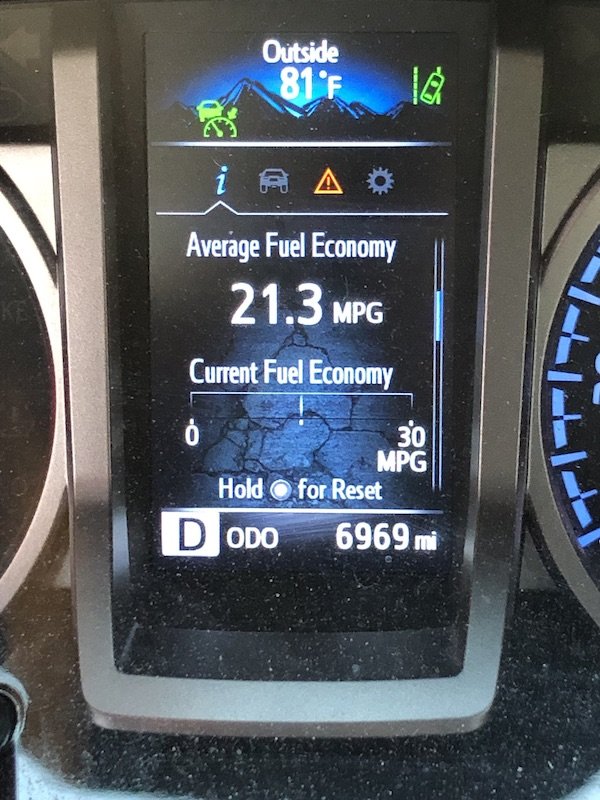 Outside
81°F
i
Average Fuel Economy
21.3 MPG
Current Fuel Economy
0 30
MPG
Hold for Reset
D ODO 6969 mi